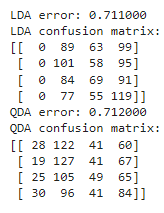 LDA error: 0.711000
LDA confusion matrix:
[[  0  89  63  99]
 [  0 101  58  95]
 [  0  84  69  91]
 [  0  77  55 119]]
QDA error: 0.712000
QDA confusion matrix:
[[ 28 122  41  60]
 [ 19 127  41  67]
 [ 25 105  49  65]
 [ 30  96  41  84]]